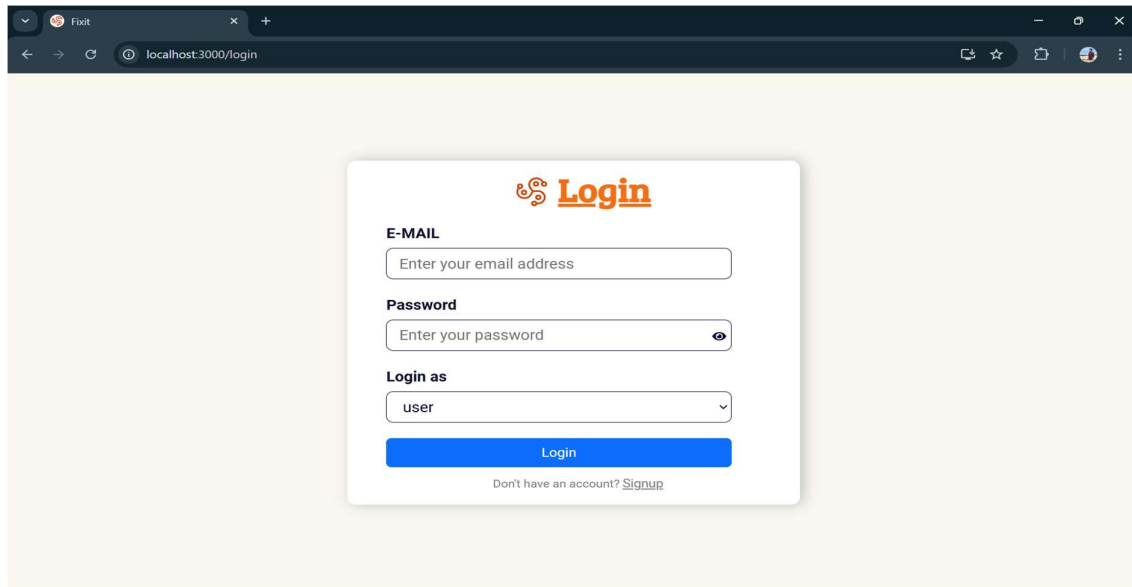 Fixit
localhost:3000/login
Login
E-MAIL
Enter your email address
Password
Enter your password
Login as
user
Login
Don't have an account? Signup